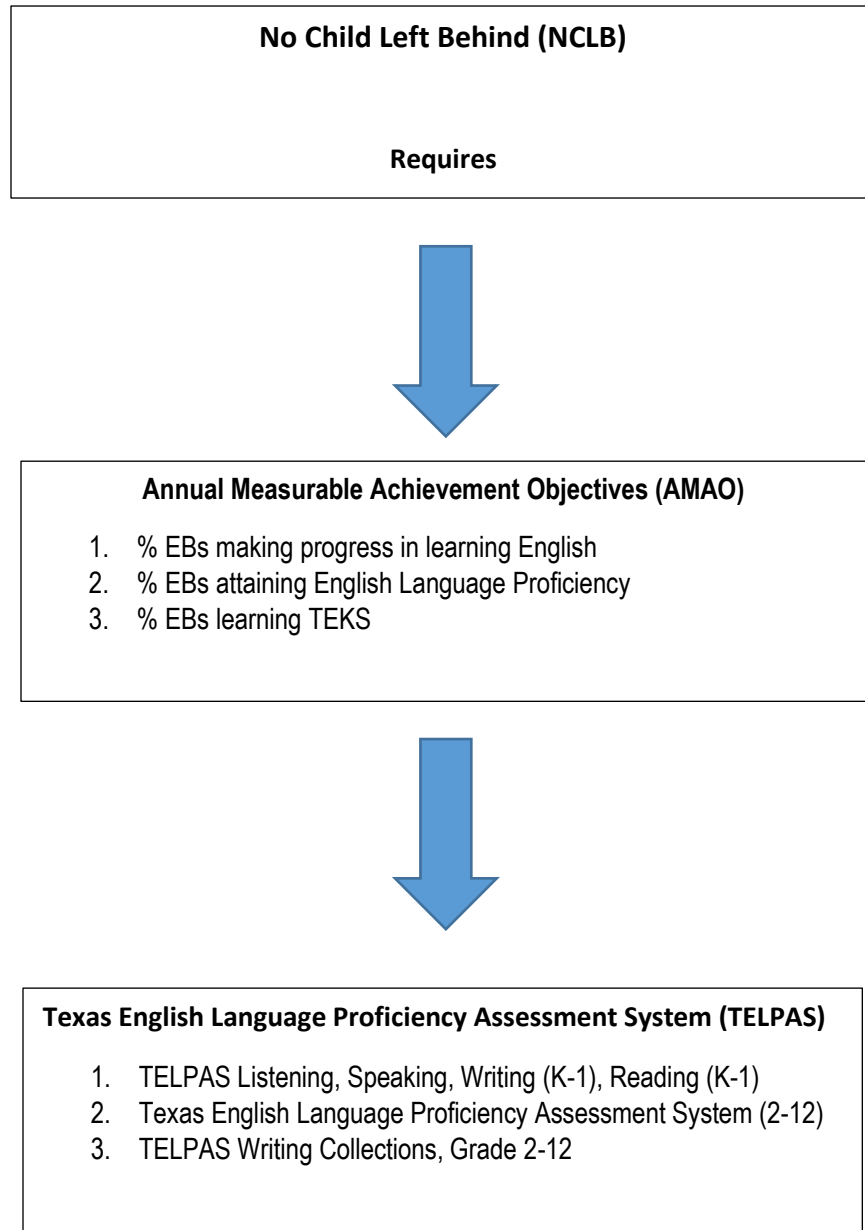 No Child Left Behind (NCLB)
Requires
Annual Measurable Achievement Objectives (AMAO)
1. % EBs making progress in learning English
2. % EBs attaining English Language Proficiency
3. % EBs learning TEKS
Texas English Language Proficiency Assessment System (TELPAS)
1. TELPAS Listening, Speaking, Writing (K-1), Reading (K-1)
2. Texas English Language Proficiency Assessment System (2-12)
3. TELPAS Writing Collections, Grade 2-12